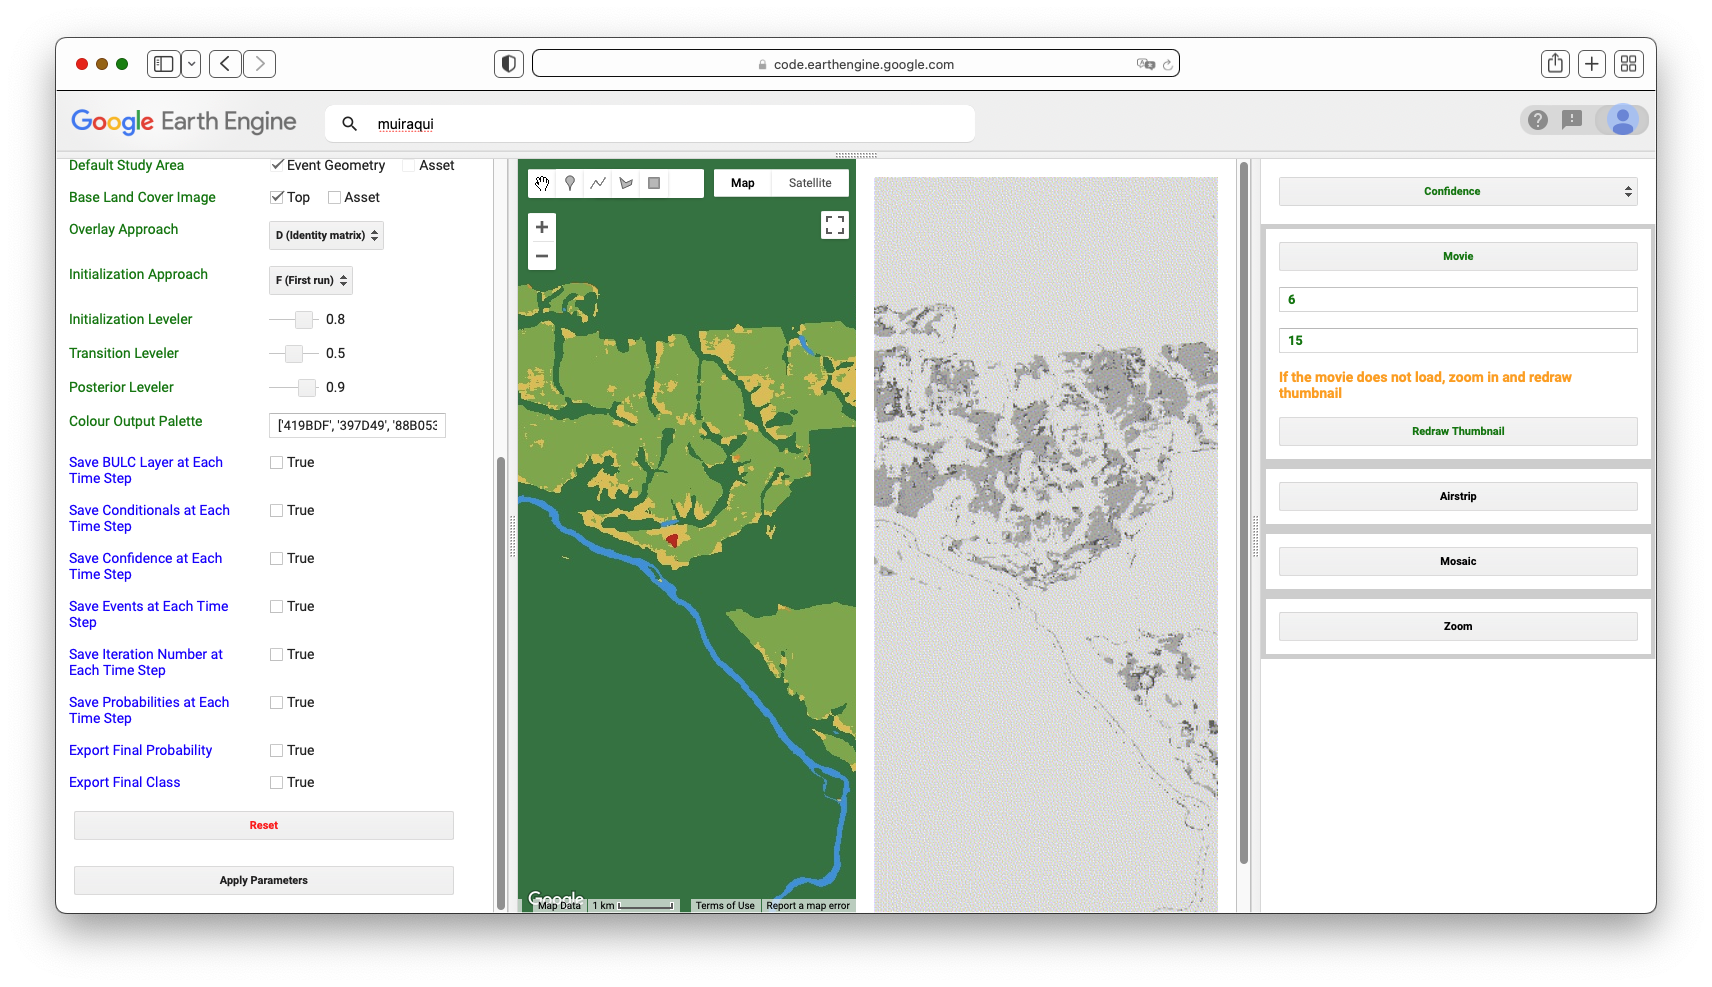 code.earthengine.google.com
Google Earth Engine
muiraqui
Default Study Area
Event Geometry
Asset
Base Land Cover Image
Top
Asset
Overlay Approach
D (Identity matrix)
Initialization Approach
F (First run)
Initialization Leveler
0.8
Transition Leveler
0.5
Posterior Leveler
0.9
Colour Output Palette
['419BDF', '397D49', '88B053
Save BULC Layer at Each
Time Step
True
Save Conditionals at Each
Time Step
True
Save Confidence at Each
Time Step
True
Save Events at Each Time
Step
True
Save Iteration Number at
Each Time Step
True
Save Probabilities at Each
Time Step
True
Export Final Probability
True
Export Final Class
True
Reset
Apply Parameters
Map
Satellite
+
−
Google
Map Data
1 km
Terms of Use
Report a map error
Confidence
Movie
6
15
If the movie does not load, zoom in and redraw
thumbnail
Redraw Thumbnail
Airstrip
Mosaic
Zoom